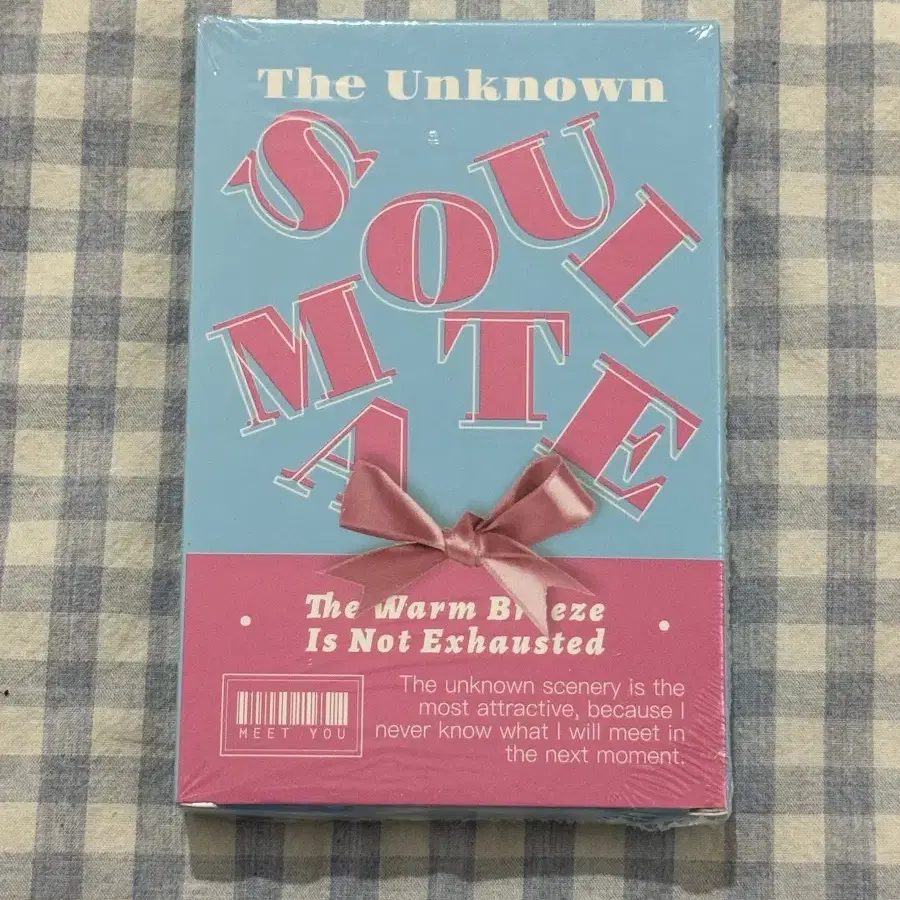 The Unknown
SOUL
MATE
The Warm Breeze
Is Not Exhausted
The unknown scenery is the
most attractive, because I
never know what I will meet in
the next moment.
MEET YOU